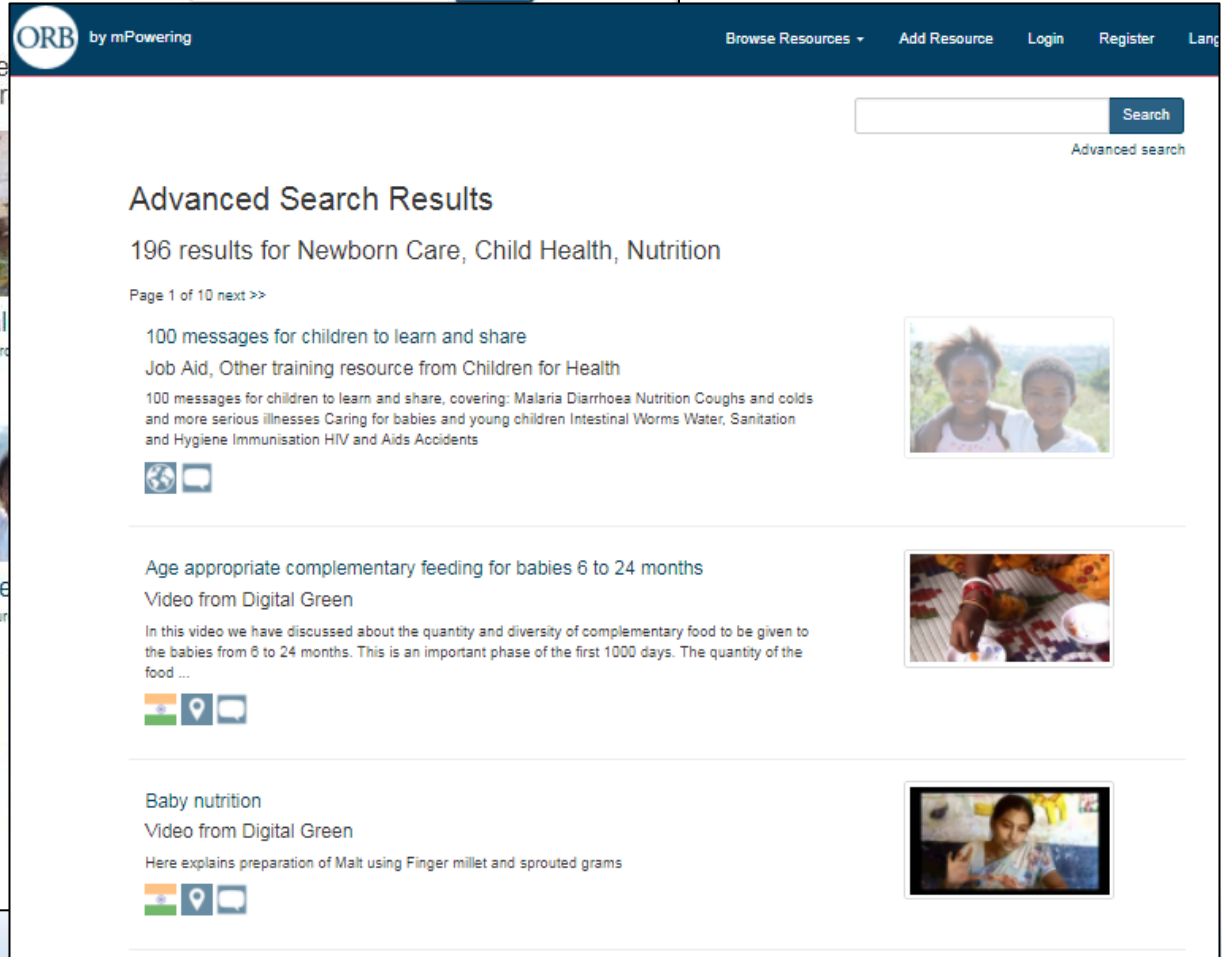 ORB by mPowering Browse Resources Add Resource Login Register
Search
Advanced search
Advanced Search Results
196 results for Newborn Care, Child Health, Nutrition
Page 1 of 10 next >>
100 messages for children to learn and share
Job Aid, Other training resource from Children for Health
100 messages for children to learn and share, covering: Malaria Diarrhoea Nutrition Coughs and colds
and more serious illnesses Caring for babies and young children Intestinal Worms Water, Sanitation
and Hygiene Immunisation HIV and Aids Accidents
Age appropriate complementary feeding for babies 6 to 24 months
Video from Digital Green
In this video we have discussed about the quantity and diversity of complementary food to be given to
the babies from 6 to 24 months. This is an important phase of the first 1000 days. The quantity of the
food ...
Baby nutrition
Video from Digital Green
Here explains preparation of Malt using Finger millet and sprouted grams